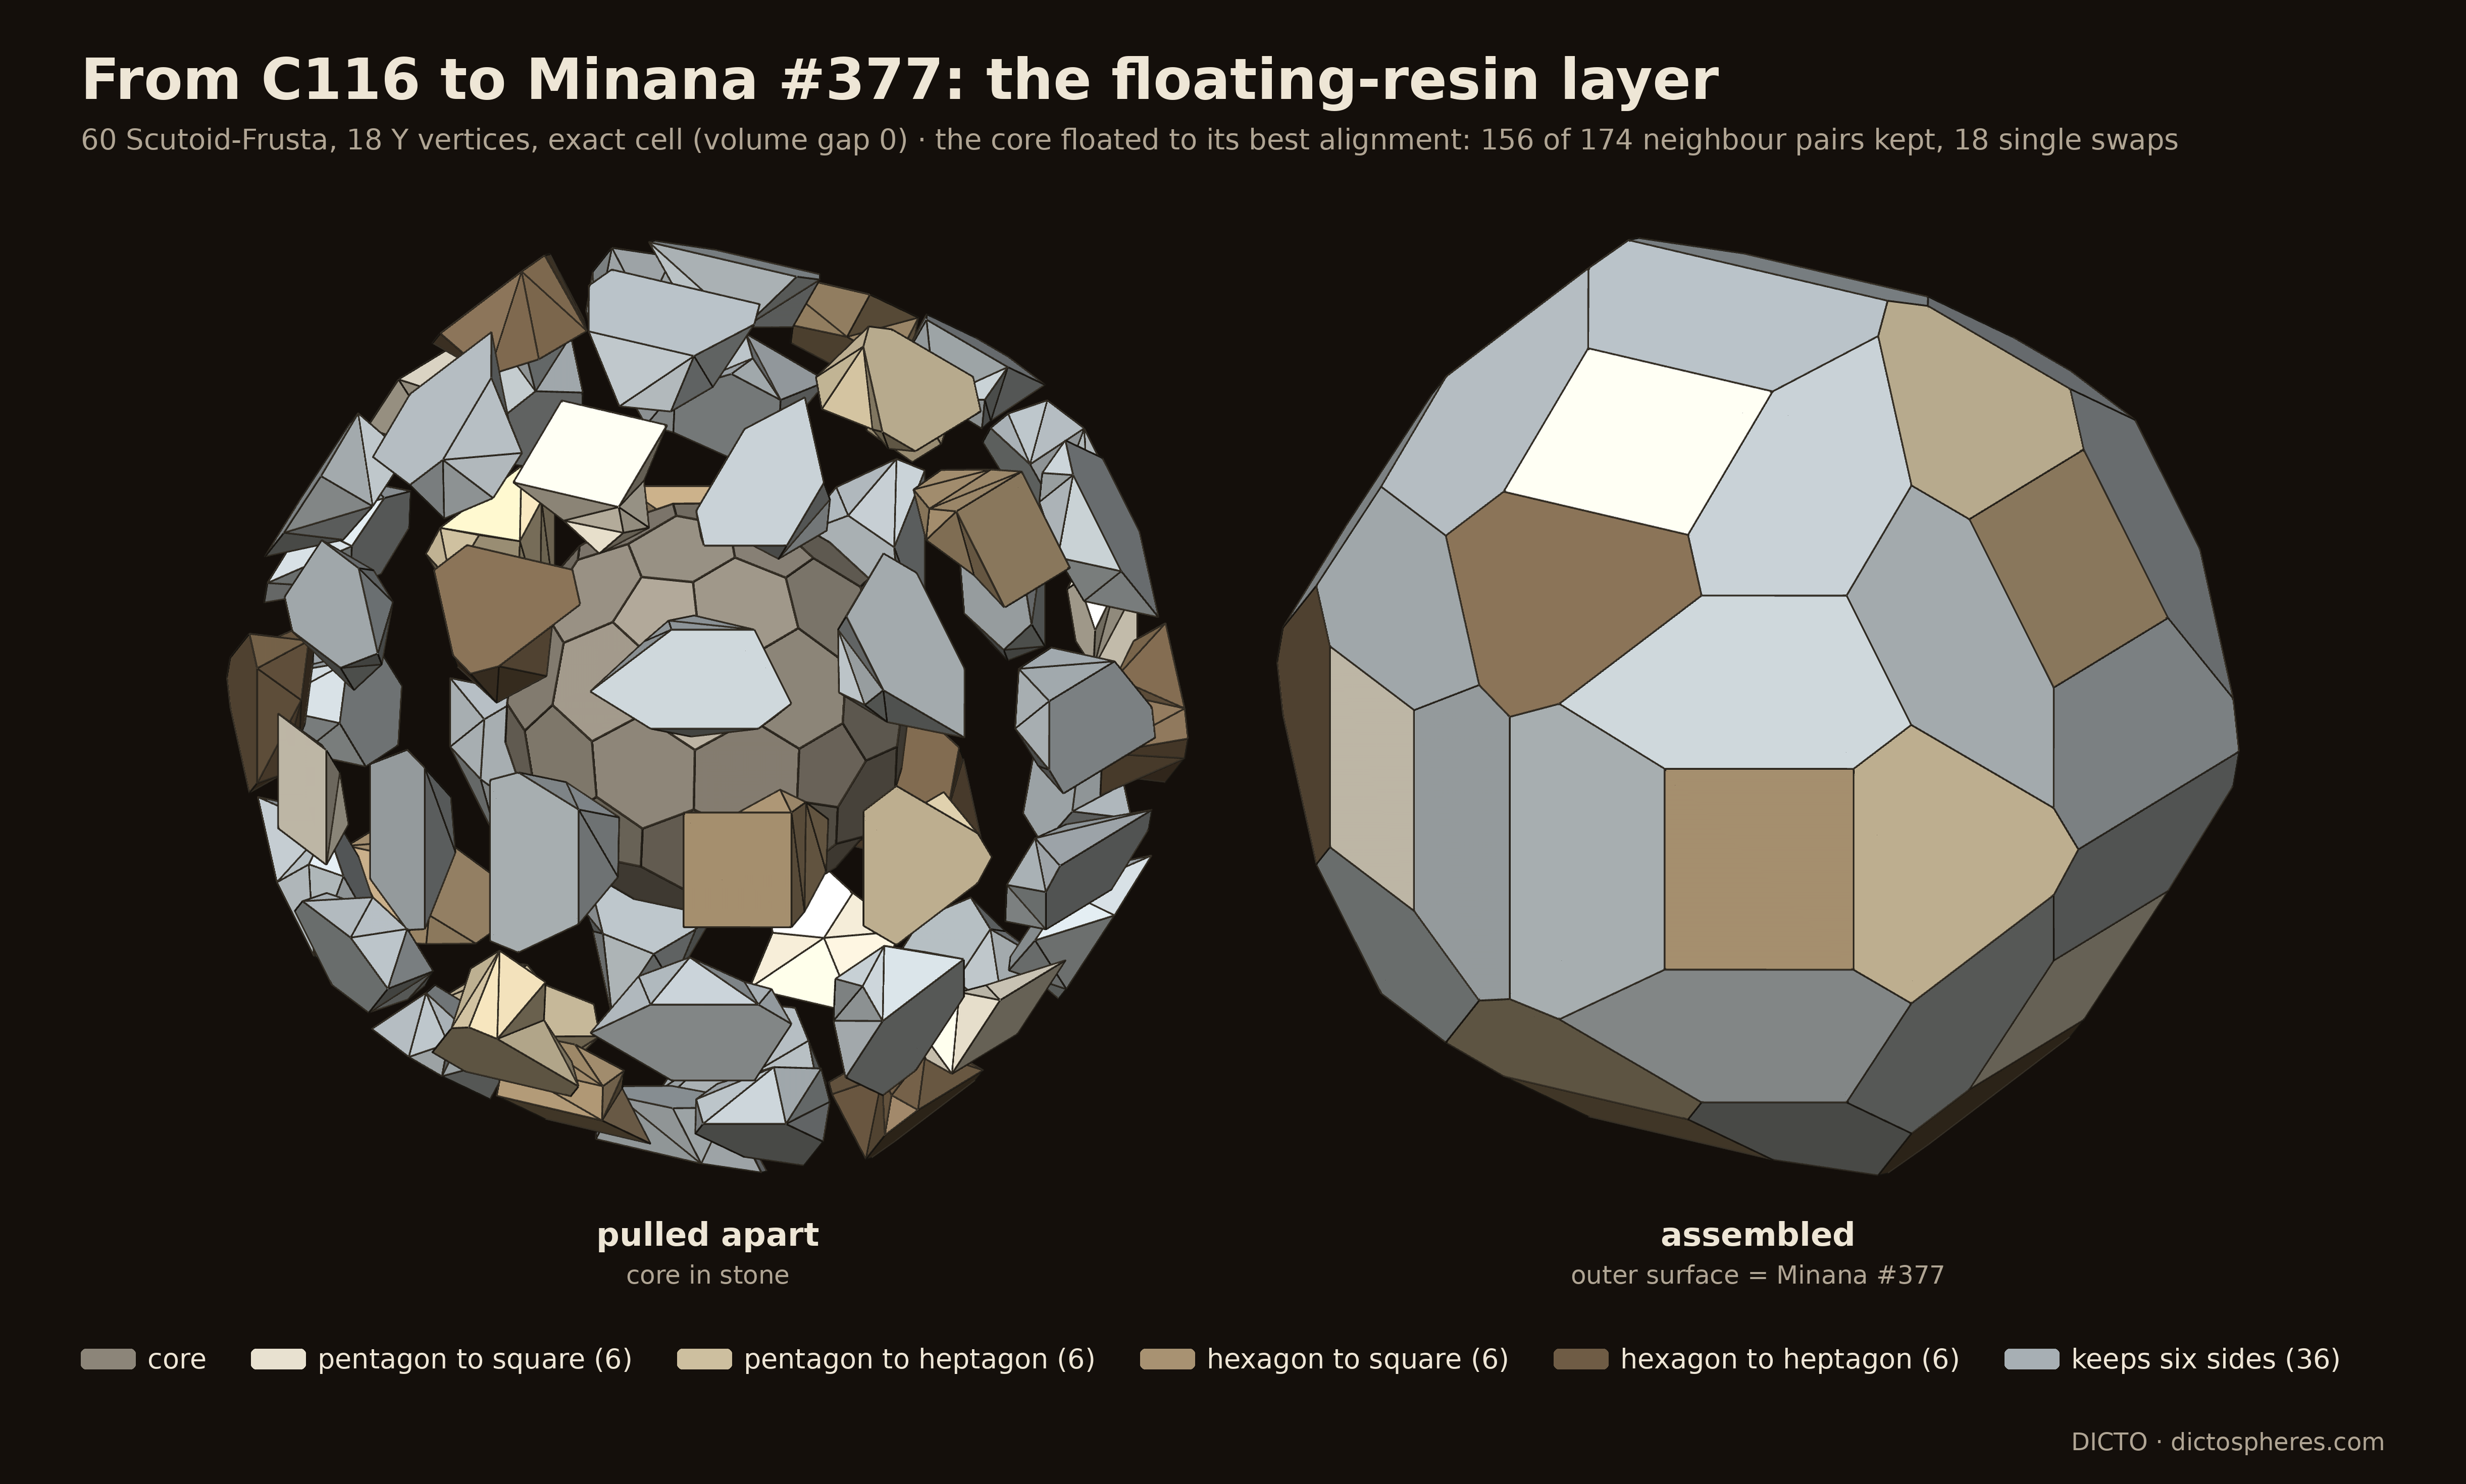 From C116 to Minana #377: the floating-resin layer
60 Scutoid-Frusta, 18 Y vertices, exact cell (volume gap 0) · the core floated to its best alignment: 156 of 174 neighbour pairs kept, 18 single swaps
pulled apart
core in stone
assembled
outer surface = Minana #377
core
pentagon to square (6)
pentagon to heptagon (6)
hexagon to square (6)
hexagon to heptagon (6)
keeps six sides (36)
DICTO · dictospheres.com